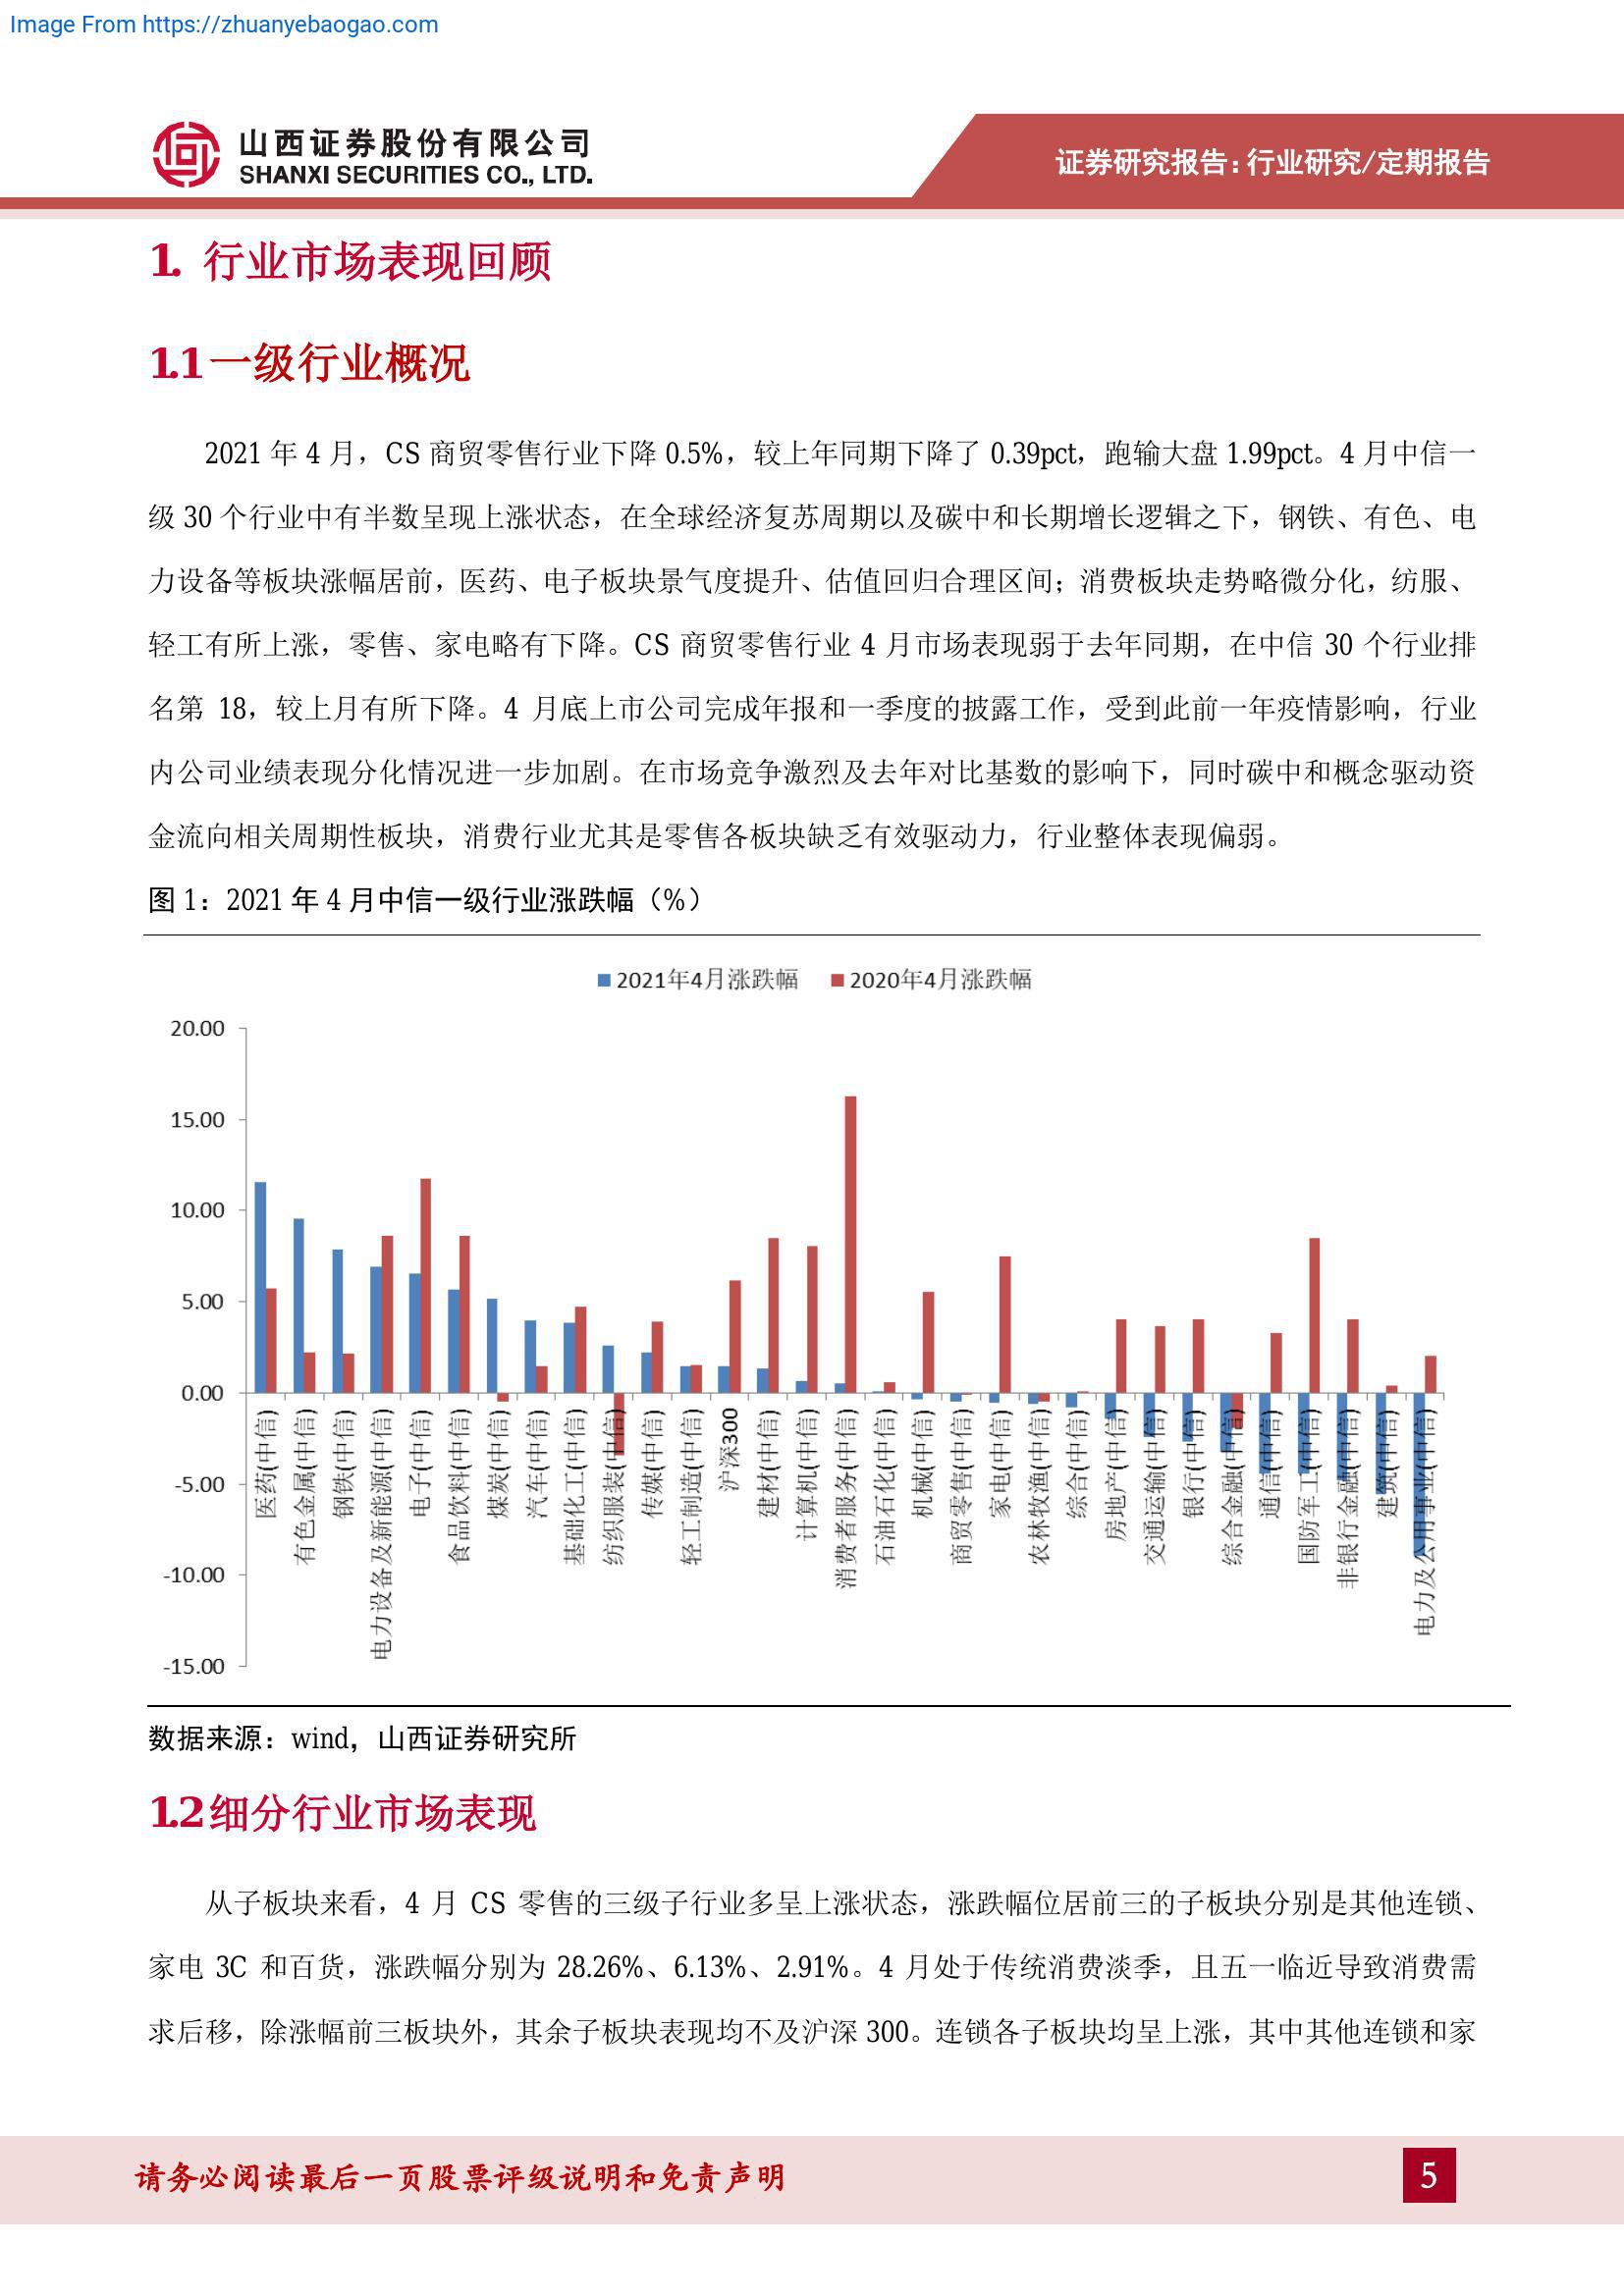 Image From https://zhuanyebaogao.com
山西证券股份有限公司
SHANXI SECURITIES CO., LTD.
证券研究报告:行业研究/定期报告
1. 行业市场表现回顾
1.1一级行业概况
2021 年 4 月，CS 商贸零售行业下降 0.5%，较上年同期下降了 0.39pct，跑输大盘 1.99pct。4 月中信一
级 30 个行业中有半数呈现上涨状态，在全球经济复苏周期以及碳中和长期增长逻辑之下，钢铁、有色、电
力设备等板块涨幅居前，医药、电子板块景气度提升、估值回归合理区间；消费板块走势略微分化，纺服、
轻工有所上涨，零售、家电略有下降。CS 商贸零售行业 4 月市场表现弱于去年同期，在中信 30 个行业排
名第 18，较上月有所下降。4 月底上市公司完成年报和一季度的披露工作，受到此前一年疫情影响，行业
内公司业绩表现分化情况进一步加剧。在市场竞争激烈及去年对比基数的影响下，同时碳中和概念驱动资
金流向相关周期性板块，消费行业尤其是零售各板块缺乏有效驱动力，行业整体表现偏弱。
图 1：2021 年 4 月中信一级行业涨跌幅（%）
2021年4月涨跌幅 2020年4月涨跌幅
20.00
15.00
10.00
5.00
0.00
-5.00
-10.00
-15.00
医药(中信)
有色金属(中信)
钢铁(中信)
电力设备及新能源(中信)
电子(中信)
食品饮料(中信)
煤炭(中信)
汽车(中信)
基础化工(中信)
纺织服装(中信)
传媒(中信)
轻工制造(中信)
沪深300
建材(中信)
计算机(中信)
消费者服务(中信)
石油石化(中信)
机械(中信)
商贸零售(中信)
家电(中信)
农林牧渔(中信)
综合(中信)
房地产(中信)
交通运输(中信)
银行(中信)
综合金融(中信)
通信(中信)
国防军工(中信)
非银行金融(中信)
建筑(中信)
电力及公用事业(中信)
数据来源：wind，山西证券研究所
1.2细分行业市场表现
从子板块来看，4 月 CS 零售的三级子行业多呈上涨状态，涨跌幅位居前三的子板块分别是其他连锁、
家电 3C 和百货，涨跌幅分别为 28.26%、6.13%、2.91%。4 月处于传统消费淡季，且五一临近导致消费需
求后移，除涨幅前三板块外，其余子板块表现均不及沪深 300。连锁各子板块均呈上涨，其中其他连锁和家
请务必阅读最后一页股票评级说明和免责声明
5